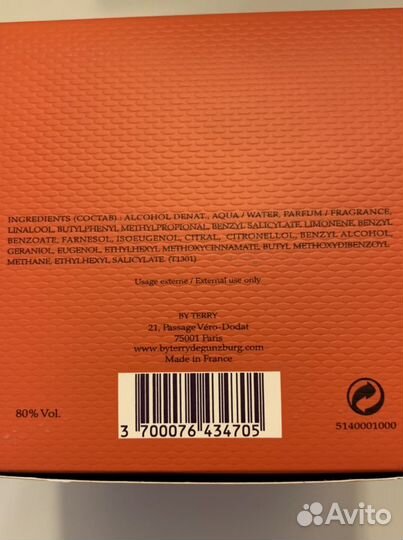 INGREDIENTS (COCTAB) : ALCOHOL DENAT., AQUA / WATER, PARFUM / FRAGRANCE,
LINALOOL, BUTYLPHENYL METHYLPROPIONAL, BENZYL SALICYLATE, LIMONENE, BENZYL
BENZOATE, FARNESOL, ISOEUGENOL, CITRAL, CITRONELLOL, BENZYL ALCOHOL,
GERANIOL, EUGENOL, ETHYLHEXYL METHOXYCINNAMATE, BUTYL METHOXYDIBENZOYL
METHANE, ETHYLHEXYL SALICYLATE. (T1301)
Usage externe / External use only
BY TERRY
21, Passage Véro-Dodat
75001 Paris
www.byterrydegunzburg.com
Made in France
80% Vol.
3 700076 434705
5140001000
Avito